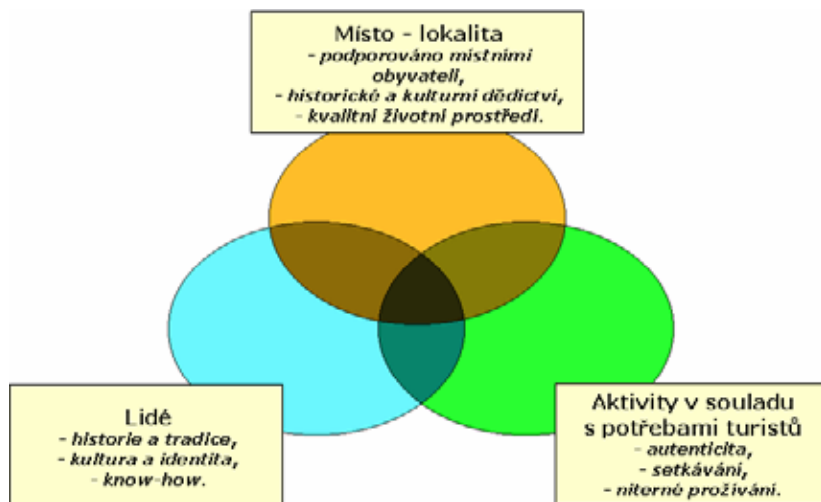 Místo - lokalita
- podporováno místními
obyvateli,
- historické a kulturní dědictví,
- kvalitní životní prostředí.
Lidé
- historie a tradice,
- kultura a identita,
- know-how.
Aktivity v souladu
s potřebami turistů
- autenticita,
- setkávání,
- niterné prožívání.